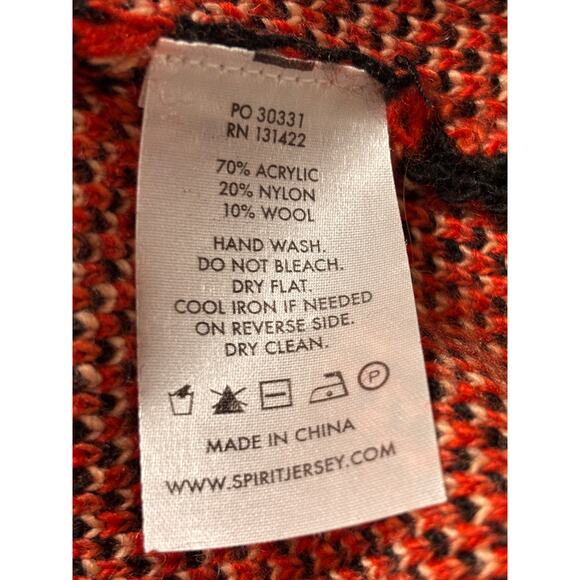 PO 30331
RN 131422
70% ACRYLIC
20% NYLON
10% WOOL
HAND WASH.
DO NOT BLEACH.
DRY FLAT.
COOL IRON IF NEEDED
ON REVERSE SIDE.
DRY CLEAN.
P
MADE IN CHINA
WWW.SPIRITJERSEY.COM